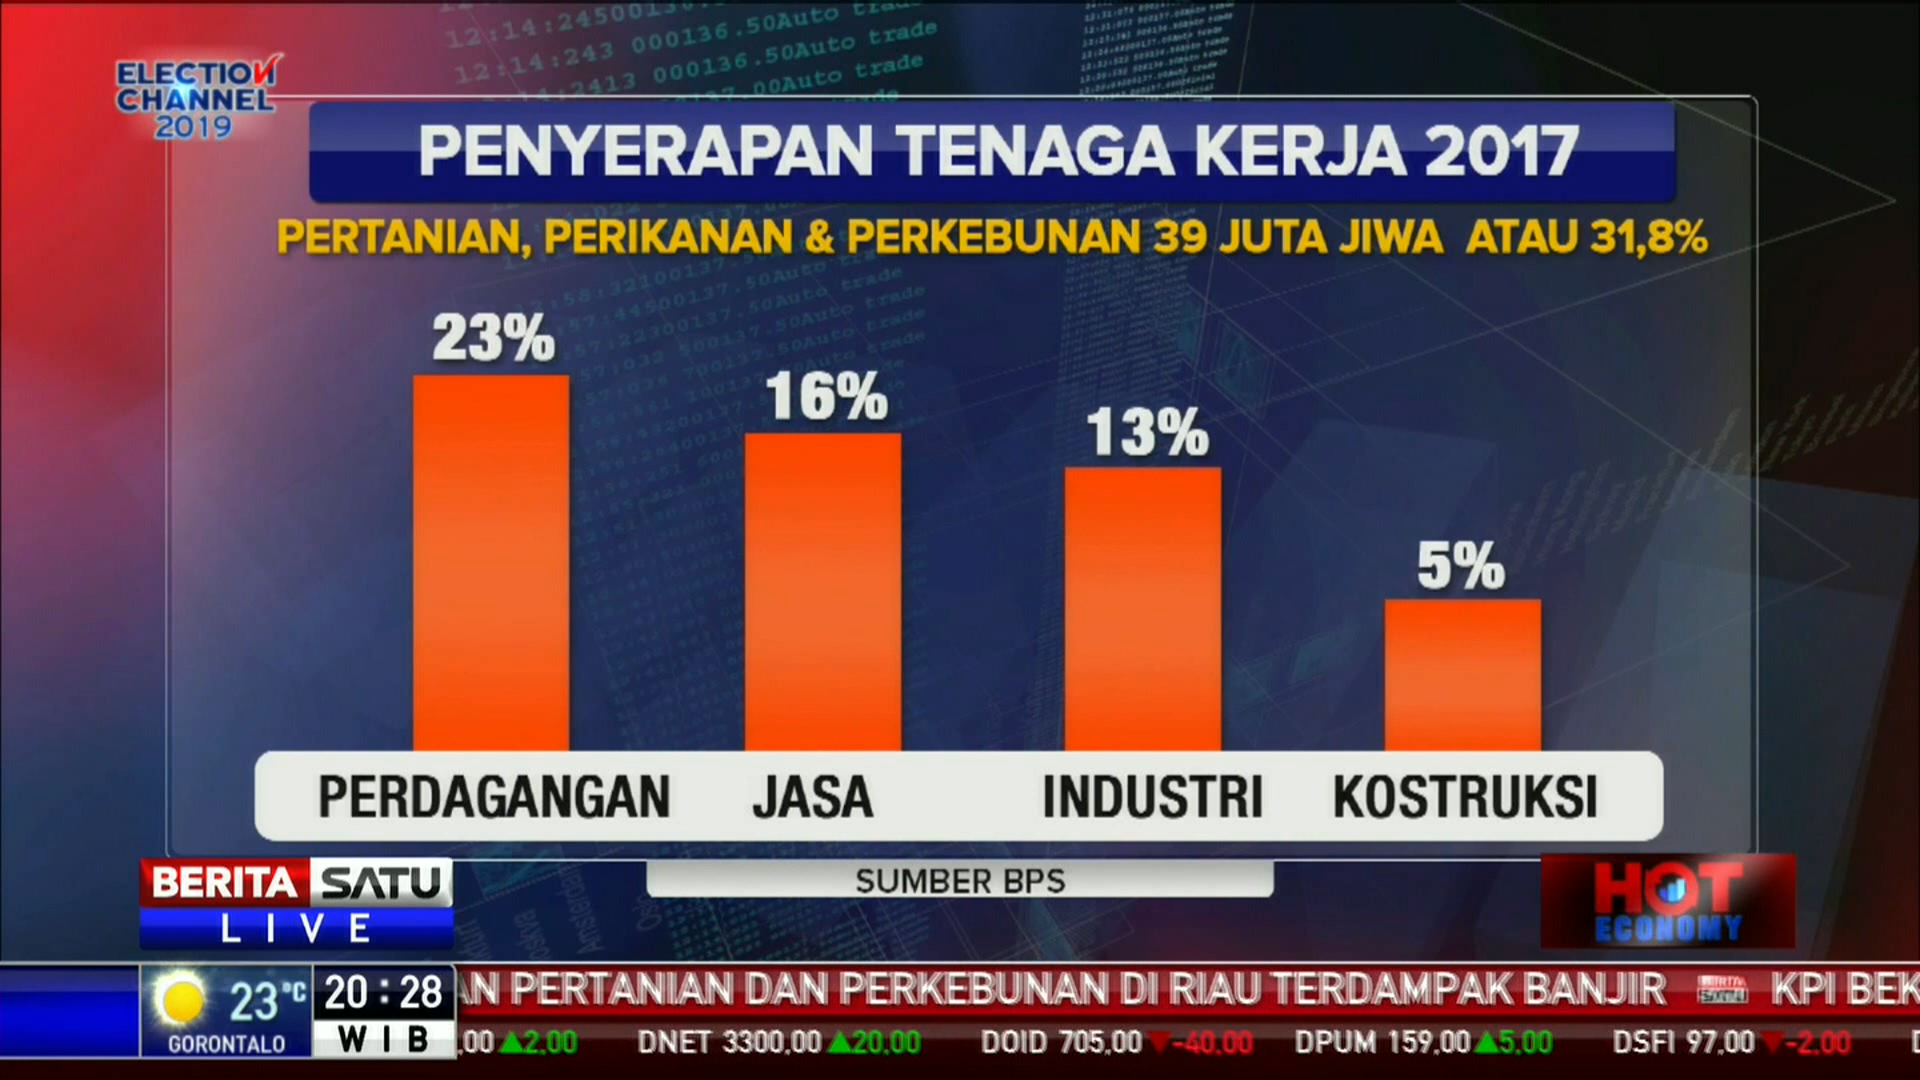 ELECTION
CHANNEL
2019
PENYERAPAN TENAGA KERJA 2017
PERTANIAN, PERIKANAN & PERKEBUNAN 39 JUTA JIWA ATAU 31,8%
23%
16%
13%
5%
PERDAGANGAN JASA INDUSTRI KOSTRUKSI
SUMBER BPS
BERITA SATU
LIVE
HOT
ECONOMY
23°C
GORONTALO
20:28
WIB
AN PERTANIAN DAN PERKEBUNAN DI RIAU TERDAMPAK BANJIR BERITA SATU KPI BEK
,00 ▲2,00 DNET 3300,00 ▲20,00 DOID 705,00 ▼-40,00 DPUM 159,00 ▲5,00 DSFI 97,00 ▼-2,00